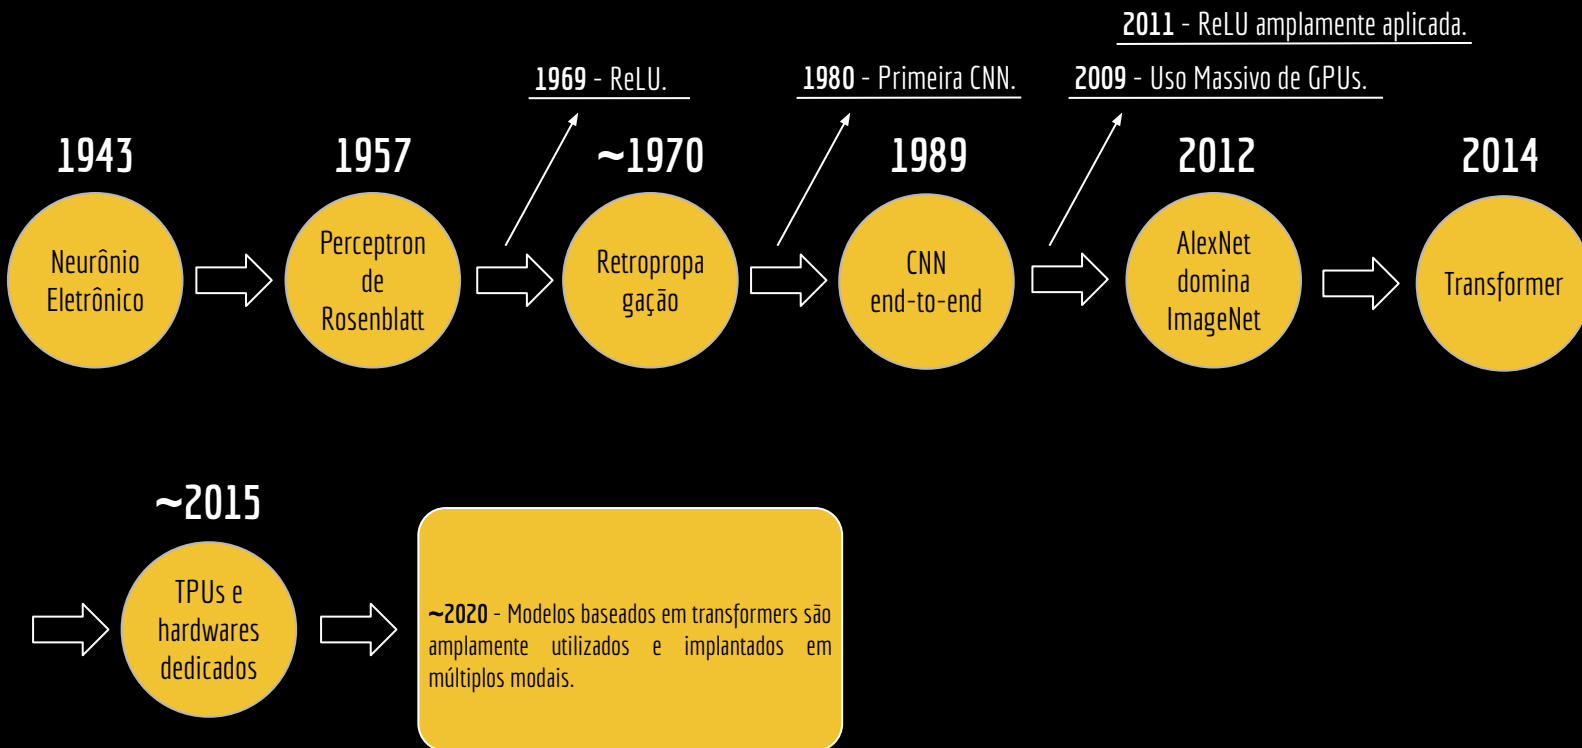 2011 - ReLU amplamente aplicada.
1969 - ReLU.
1980 - Primeira CNN.
2009 - Uso Massivo de GPUs.
1943
1957
~1970
1989
2012
2014
Neurônio
Eletrônico
Perceptron
de
Rosenblatt
Retropropa
gação
CNN
end-to-end
AlexNet
domina
ImageNet
Transformer
~2015
TPUs e
hardwares
dedicados
~2020 - Modelos baseados em transformers são
amplamente utilizados e implantados em
múltiplos modais.